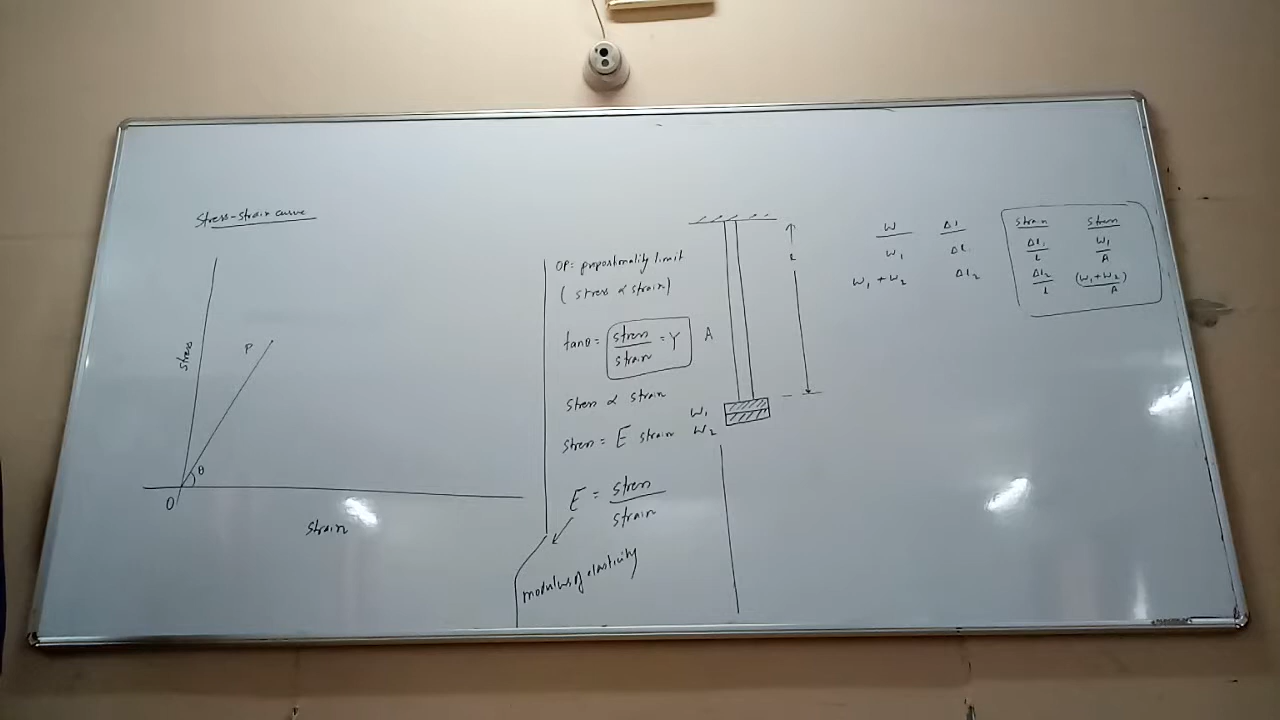 Stress-strain curve
stress
P
θ
O
strain
OP: proportionality limit
( stress ∝ strain)
tanθ = stress/strain = Y
stress ∝ strain
stress = E strain
E = stress/strain
modulus of elasticity
A
L
W₁
W₂
W Δl strain stress
W₁ Δl₁ Δl₁/L W₁/A
W₁ + W₂ Δl₂ Δl₂/L (W₁+W₂)/A